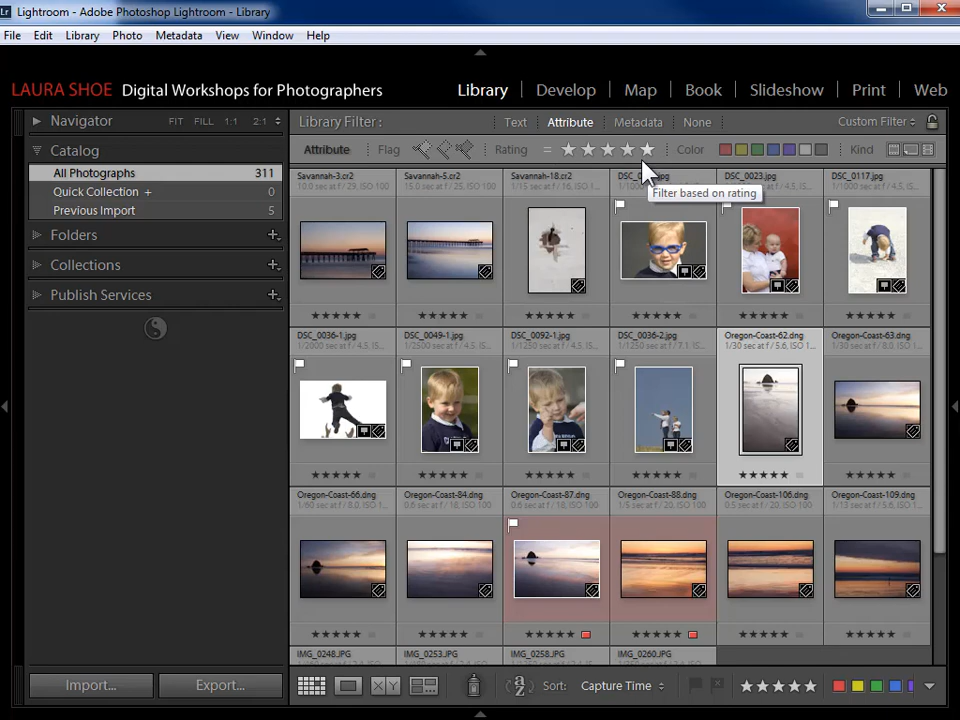 Lr Lightroom - Adobe Photoshop Lightroom - Library
File Edit Library Photo Metadata View Window Help
LAURA SHOE Digital Workshops for Photographers Library Develop Map Book Slideshow Print Web
Navigator FIT FILL 1:1 2:1
Library Filter : Text Attribute Metadata None Custom Filter
Catalog
Attribute Flag Rating = ★★★★★ Color Kind
All Photographs 311
Quick Collection + 0
Previous Import 5
Folders
Collections
Publish Services
Savannah-3.cr2 Savannah-5.cr2 Savannah-18.cr2 DSC_0023.jpg DSC_0117.jpg
Filter based on rating
DSC_0036-1.jpg DSC_0049-1.jpg DSC_0092-1.jpg DSC_0036-2.jpg Oregon-Coast-62.dng Oregon-Coast-63.dng
Oregon-Coast-66.dng Oregon-Coast-84.dng Oregon-Coast-87.dng Oregon-Coast-88.dng Oregon-Coast-106.dng Oregon-Coast-109.dng
IMG_0248.JPG IMG_0253.JPG IMG_0258.JPG IMG_0260.JPG
Import... Export... Sort: Capture Time